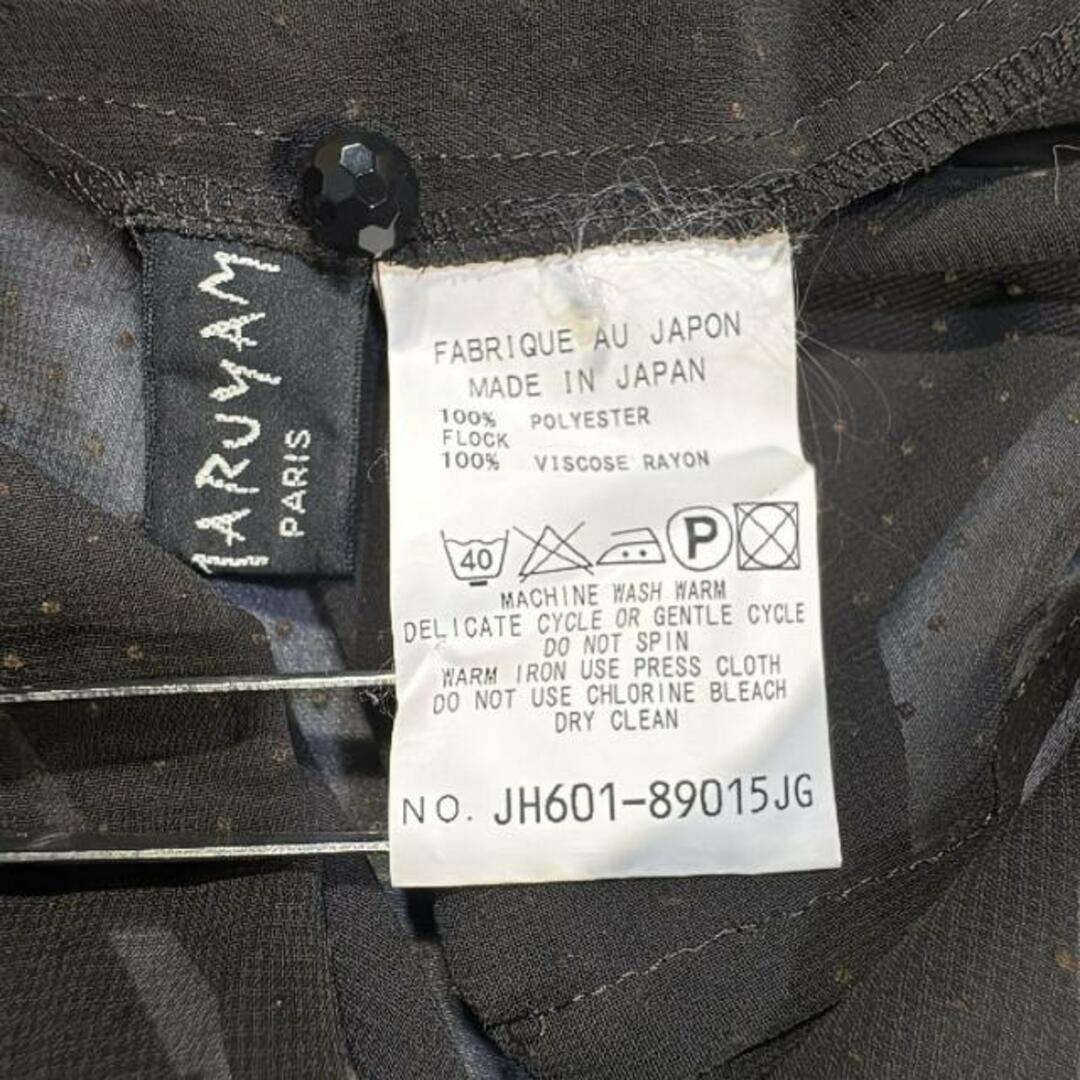 MARUYAM
PARIS
FABRIQUE AU JAPON
MADE IN JAPAN
100% POLYESTER
FLOCK
100% VISCOSE RAYON
40
P
MACHINE WASH WARM
DELICATE CYCLE OR GENTLE CYCLE
DO NOT SPIN
WARM IRON USE PRESS CLOTH
DO NOT USE CHLORINE BLEACH
DRY CLEAN
NO. JH601-89015JG